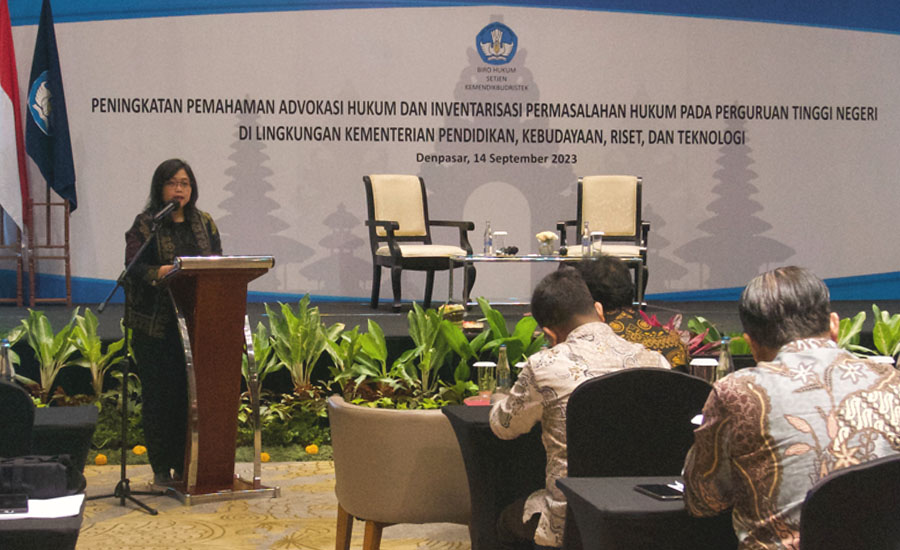 BIRO HUKUM
SETJEN
KEMENDIKBUDRISTEK
PENINGKATAN PEMAHAMAN ADVOKASI HUKUM DAN INVENTARISASI PERMASALAHAN HUKUM PADA PERGURUAN TINGGI NEGERI
DI LINGKUNGAN KEMENTERIAN PENDIDIKAN, KEBUDAYAAN, RISET, DAN TEKNOLOGI
Denpasar, 14 September 2023